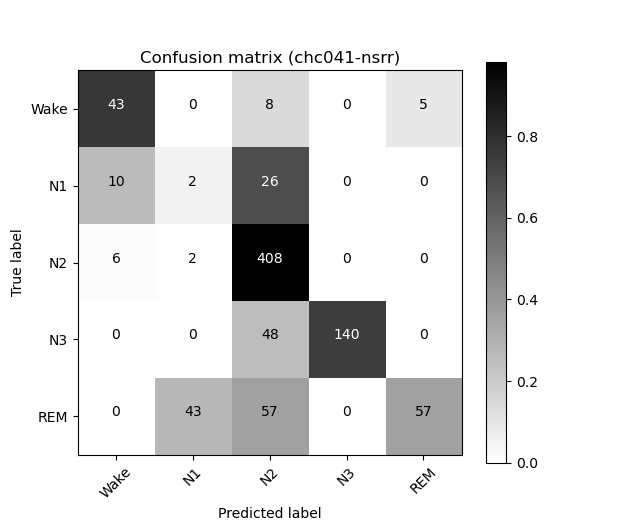 Confusion matrix (chc041-nsrr)
True label
Wake 43 0 8 0 5
N1 10 2 26 0 0
N2 6 2 408 0 0
N3 0 0 48 140 0
REM 0 43 57 0 57
Wake N1 N2 N3 REM
Predicted label
0.8
0.6
0.4
0.2
0.0